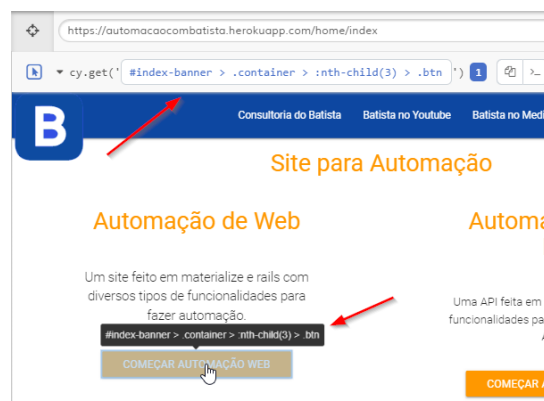 https://automacaocombatista.herokuapp.com/home/index
cy.get('#index-banner > .container > :nth-child(3) > .btn') 1 >_
B Consultoria do Batista Batista no Youtube Batista no
Site para Automação
Automação de Web
Um site feito em materialize e rails com
diversos tipos de funcionalidades para
fazer automação.
Uma API feita em
funcionalidades
#index-banner > .container > :nth-child(3) > .btn
COMEÇAR AUTOMAÇÃO WEB
COMEÇAR